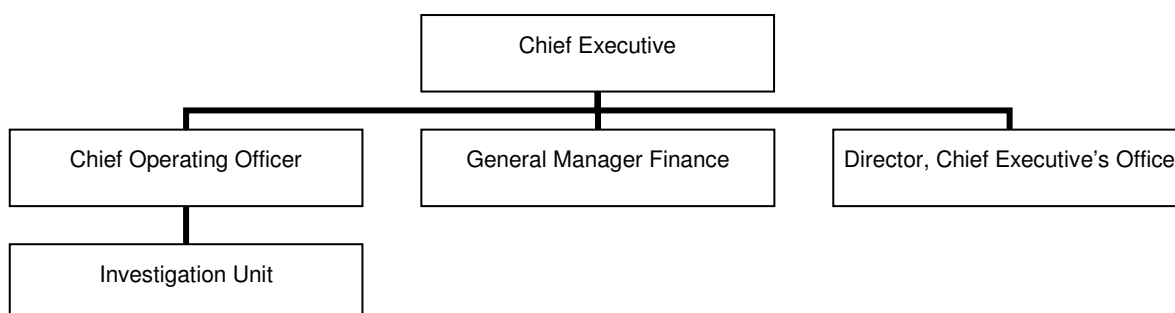 Chief Executive
Chief Operating Officer
General Manager Finance
Director, Chief Executive’s Office
Investigation Unit